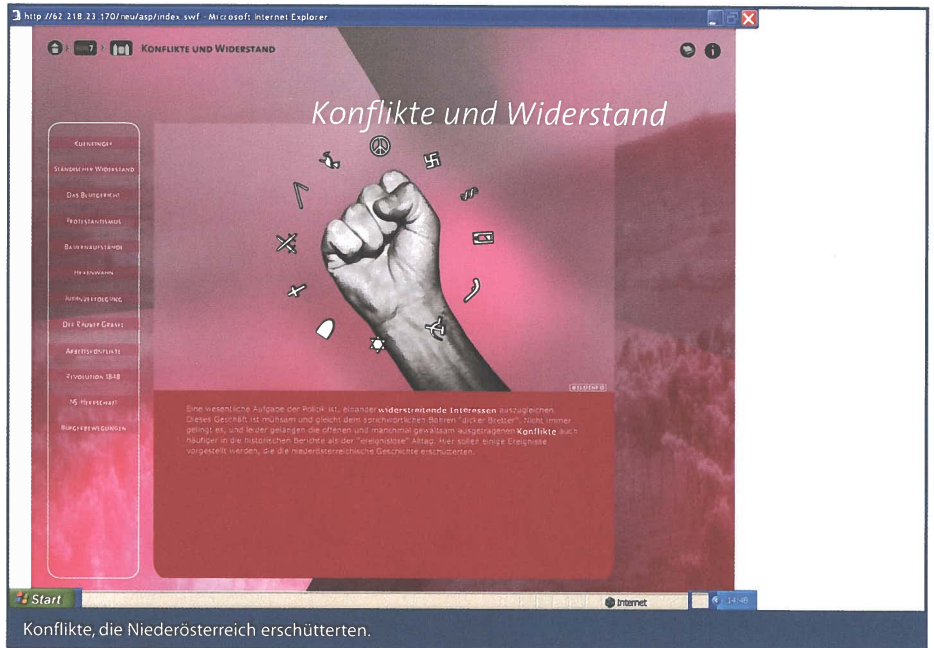 http://62.218.23.170/neu/asp/index.swf - Microsoft Internet Explorer
7 KONFLIKTE UND WIDERSTAND
i
Konflikte und Widerstand
KUENRINGER
STÄNDISCHER WIDERSTAND
DAS BLUTGERICHT
PROTESTANTISMUS
BAUERNAUFSTÄNDE
HEXENWAHN
JUDENVERFOLGUNG
DER RÄUBER GRASEL
ARBEITSKONFLIKTE
REVOLUTION 1848
NS-HERRSCHAFT
BÜRGERBEWEGUNGEN
BILDINFO
Eine wesentliche Aufgabe der Politik ist, einander widerstreitende Interessen auszugleichen.
Dieses Geschäft ist mühsam und gleicht dem sprichwörtlichen Bohren "dicker Bretter". Nicht immer
gelingt es, und leider gelangen die offenen und manchmal gewaltsam ausgetragenen Konflikte auch
häufiger in die historischen Berichte als der "ereignislose" Alltag. Hier sollen einige Ereignisse
vorgestellt werden, die die niederösterreichische Geschichte erschütterten.
Start
Internet
14:46
Konflikte, die Niederösterreich erschütterten.